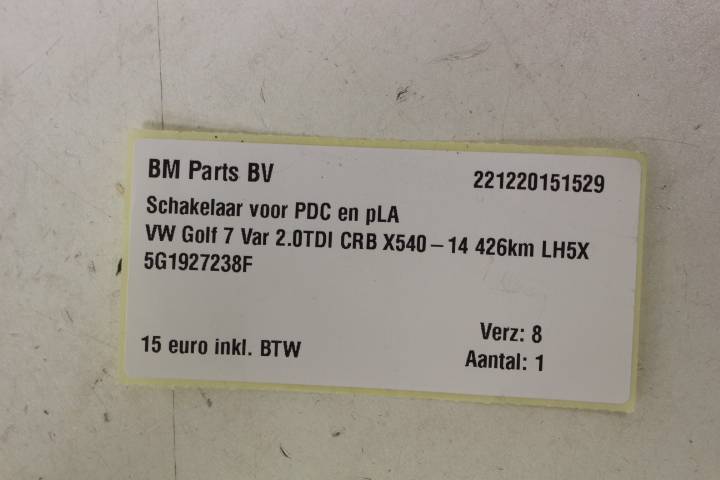 BM Parts BV 221220151529
Schakelaar voor PDC en pLA
VW Golf 7 Var 2.0TDI CRB X540–14 426km LH5X
5G1927238F
15 euro inkl. BTW Verz: 8
Aantal: 1